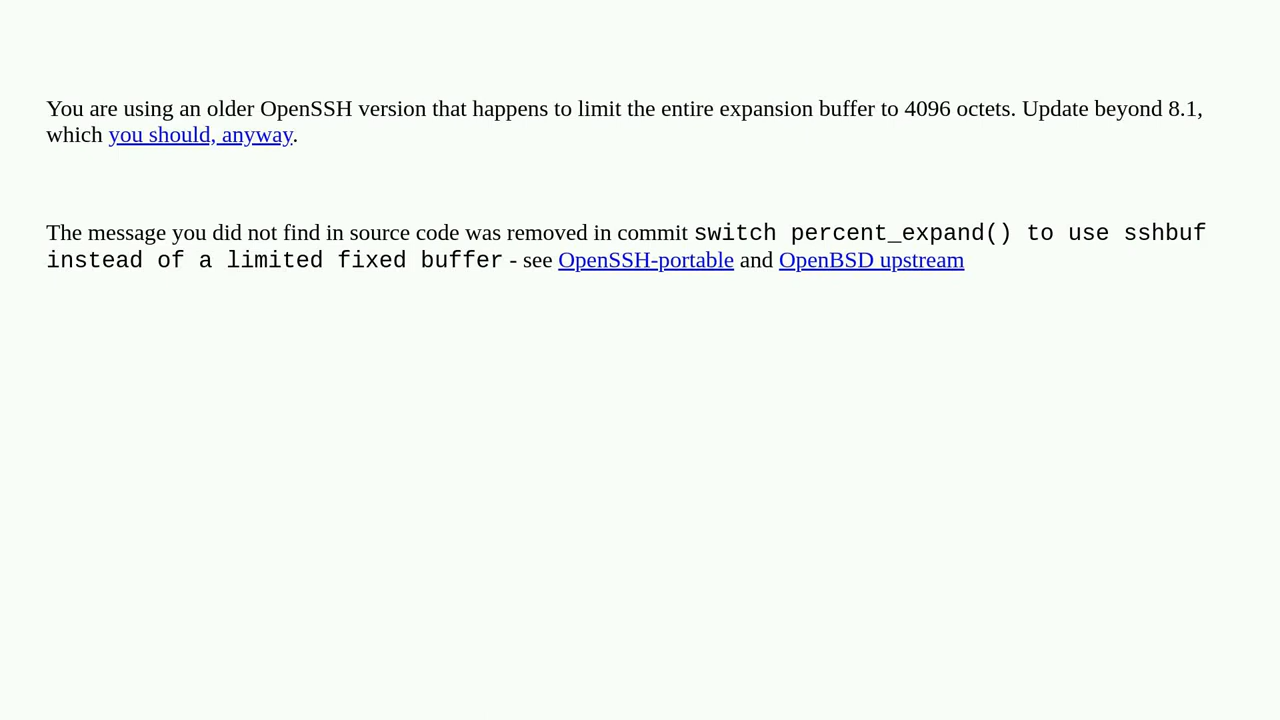 You are using an older OpenSSH version that happens to limit the entire expansion buffer to 4096 octets. Update beyond 8.1,
which you should, anyway.
The message you did not find in source code was removed in commit switch percent_expand() to use sshbuf
instead of a limited fixed buffer - see OpenSSH-portable and OpenBSD upstream